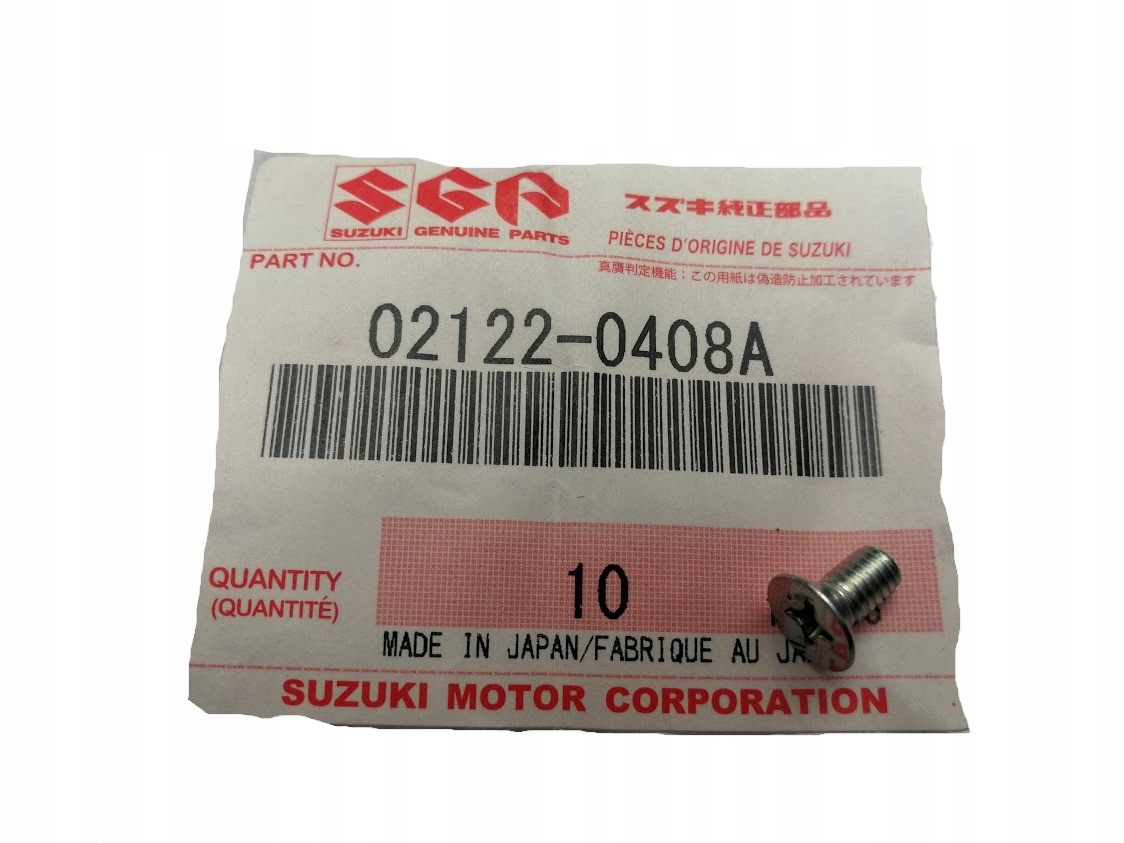 SGP
SUZUKI GENUINE PARTS
スズキ純正部品
PIÈCES D'ORIGINE DE SUZUKI
PART NO.
真贋判定機能：この用紙は偽造防止加工されています
02122-0408A
QUANTITY
(QUANTITÉ)
10
MADE IN JAPAN/FABRIQUE AU
SUZUKI MOTOR CORPORATION